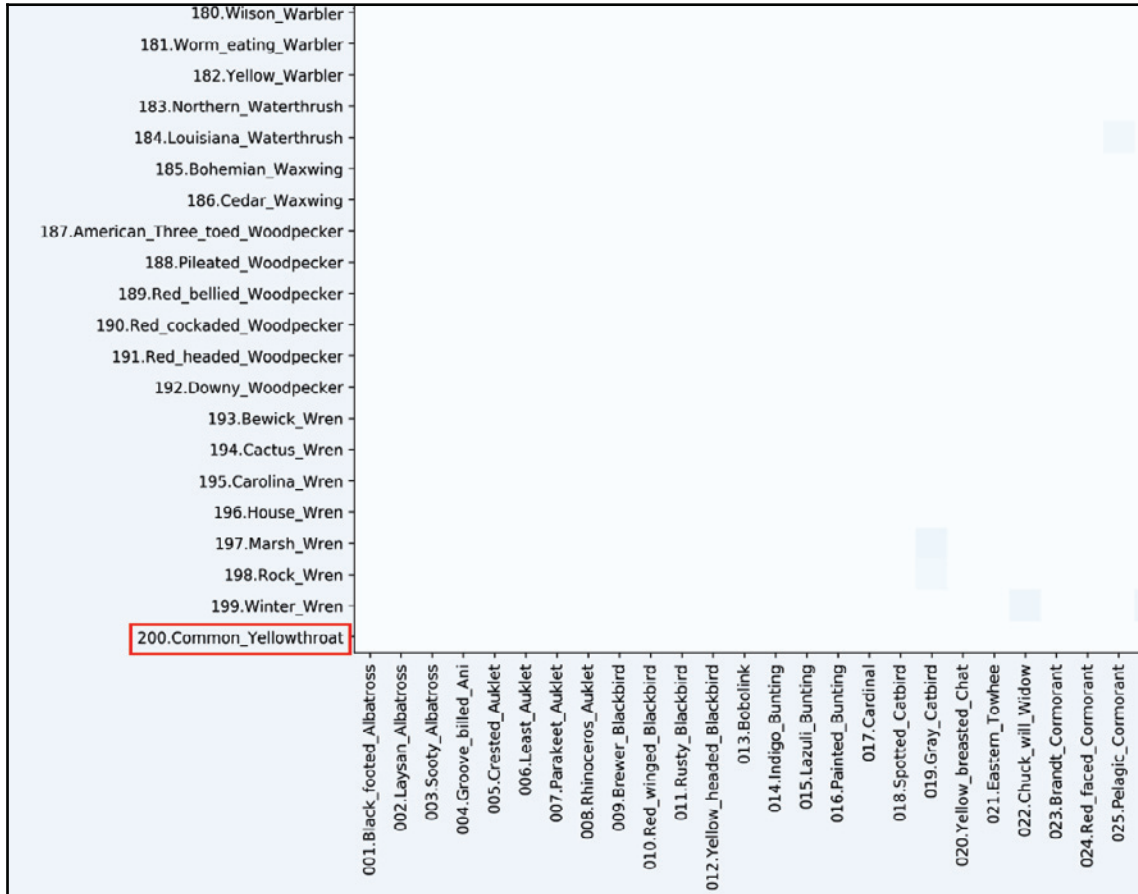 180.Wilson_Warbler
181.Worm_eating_Warbler
182.Yellow_Warbler
183.Northern_Waterthrush
184.Louisiana_Waterthrush
185.Bohemian_Waxwing
186.Cedar_Waxwing
187.American_Three_toed_Woodpecker
188.Pileated_Woodpecker
189.Red_bellied_Woodpecker
190.Red_cockaded_Woodpecker
191.Red_headed_Woodpecker
192.Downy_Woodpecker
193.Bewick_Wren
194.Cactus_Wren
195.Carolina_Wren
196.House_Wren
197.Marsh_Wren
198.Rock_Wren
199.Winter_Wren
200.Common_Yellowthroat
001.Black_footed_Albatross
002.Laysan_Albatross
003.Sooty_Albatross
004.Groove_billed_Ani
005.Crested_Auklet
006.Least_Auklet
007.Parakeet_Auklet
008.Rhinoceros_Auklet
009.Brewer_Blackbird
010.Red_winged_Blackbird
011.Rusty_Blackbird
012.Yellow_headed_Blackbird
013.Bobolink
014.Indigo_Bunting
015.Lazuli_Bunting
016.Painted_Bunting
017.Cardinal
018.Spotted_Catbird
019.Gray_Catbird
020.Yellow_breasted_Chat
021.Eastern_Towhee
022.Chuck_will_Widow
023.Brandt_Cormorant
024.Red_faced_Cormorant
025.Pelagic_Cormorant